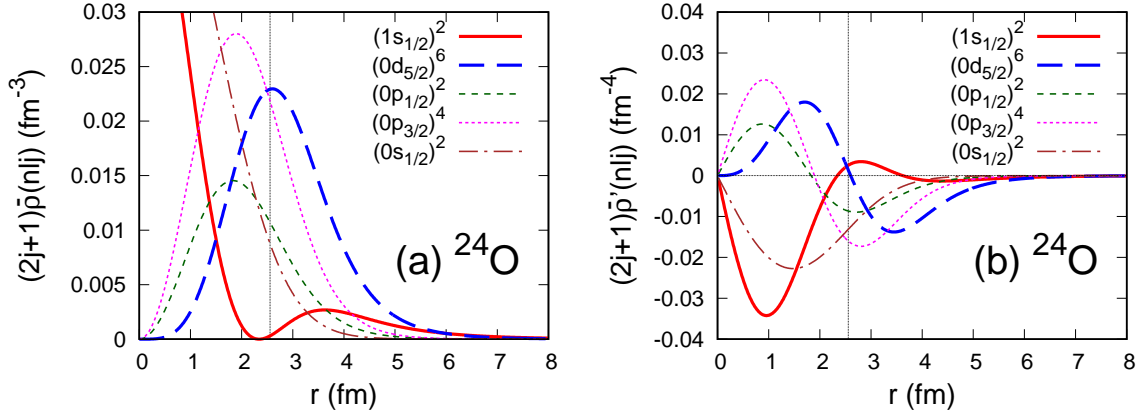 0.03
0.025
0.02
0.015
0.01
0.005
0
(2j+1)ρ̄(nlj) (fm⁻³)
(1s₁/₂)²
(0d₅/₂)⁶
(0p₁/₂)²
(0p₃/₂)⁴
(0s₁/₂)²
(a) ²⁴O
0 1 2 3 4 5 6 7 8
r (fm)
0.04
0.03
0.02
0.01
0
-0.01
-0.02
-0.03
-0.04
(2j+1)ρ̄'(nlj) (fm⁻⁴)
(1s₁/₂)²
(0d₅/₂)⁶
(0p₁/₂)²
(0p₃/₂)⁴
(0s₁/₂)²
(b) ²⁴O
0 1 2 3 4 5 6 7 8
r (fm)